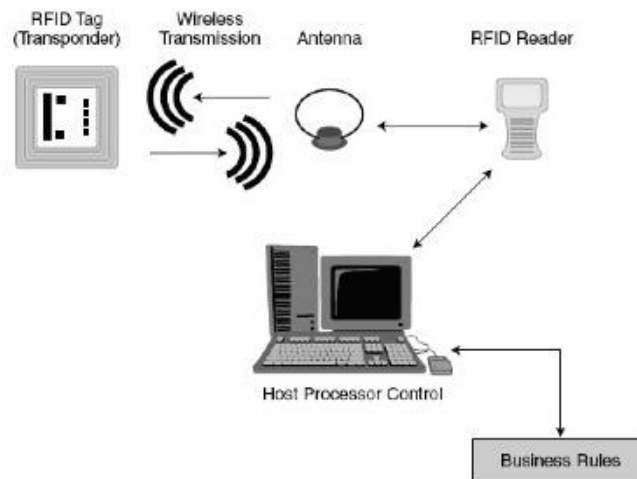 RFID Tag
(Transponder)
Wireless
Transmission
Antenna
RFID Reader
Host Processor Control
Business Rules